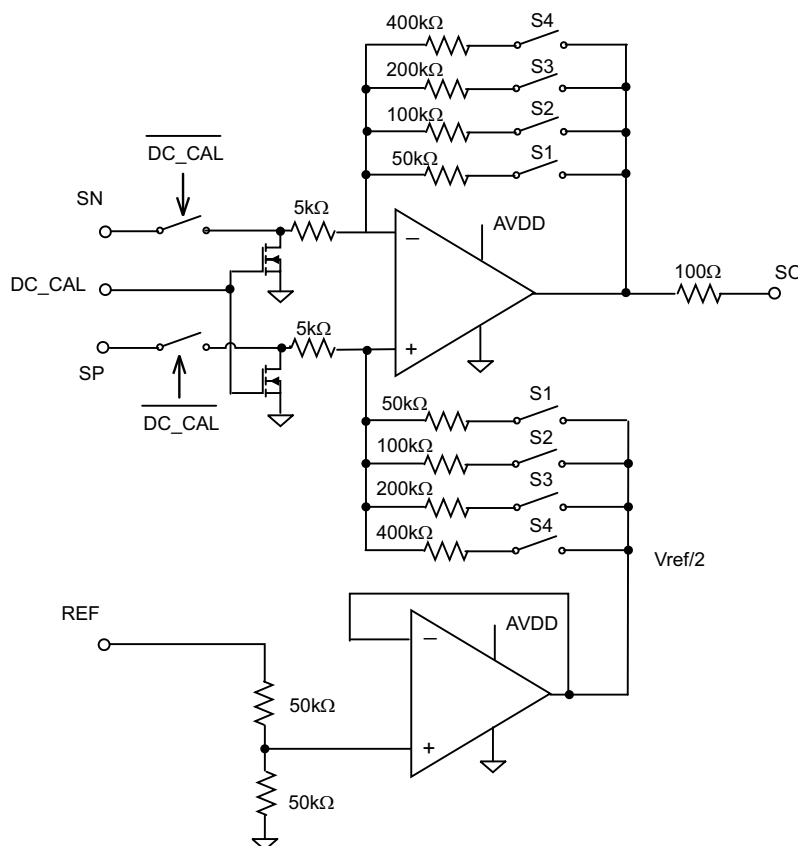 400kΩ
S4
200kΩ
S3
100kΩ
S2
50kΩ
S1
DC_CAL
SN
5kΩ
AVDD
−
DC_CAL
100Ω
SO
5kΩ
+
SP
DC_CAL
50kΩ
S1
100kΩ
S2
200kΩ
S3
400kΩ
S4
Vref/2
REF
AVDD
−
50kΩ
+
50kΩ